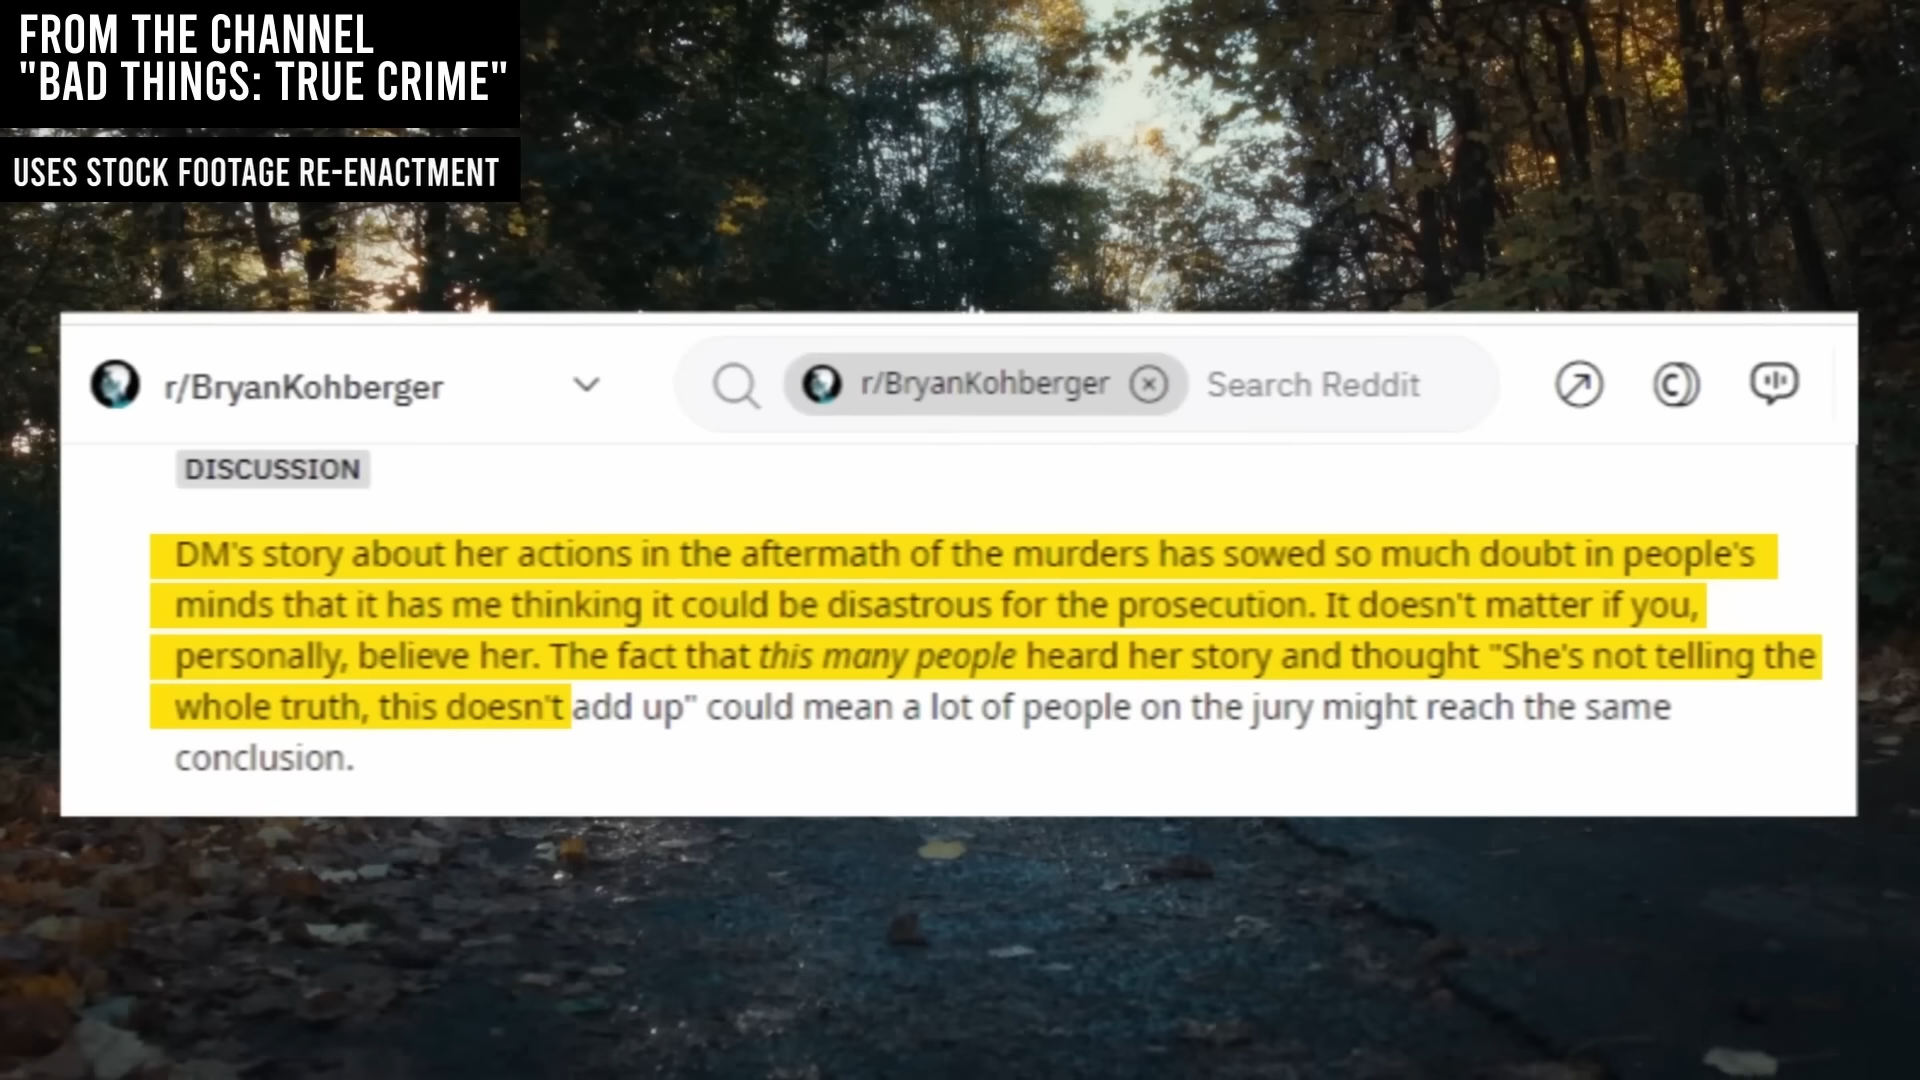 FROM THE CHANNEL
"BAD THINGS: TRUE CRIME"
USES STOCK FOOTAGE RE-ENACTMENT
r/BryanKohberger
r/BryanKohberger
Search Reddit
DISCUSSION
DM's story about her actions in the aftermath of the murders has sowed so much doubt in people's
minds that it has me thinking it could be disastrous for the prosecution. It doesn't matter if you,
personally, believe her. The fact that this many people heard her story and thought "She's not telling the
whole truth, this doesn't add up" could mean a lot of people on the jury might reach the same
conclusion.